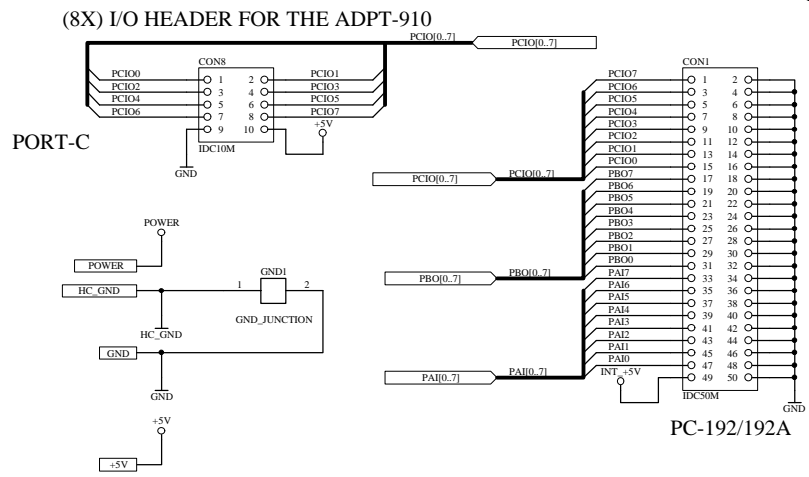 (8X) I/O HEADER FOR THE ADPT-910
PCIO[0..7] PCIO[0..7]
CON8
PCIO0 1 2 PCIO1
PCIO2 3 4 PCIO3
PCIO4 5 6 PCIO5
PCIO6 7 8 PCIO7
9 10 +5V
IDC10M
GND
PORT-C
CON1
PCIO7 1 2
PCIO6 3 4
PCIO5 5 6
PCIO4 7 8
PCIO3 9 10
PCIO2 11 12
PCIO1 13 14
PCIO0 15 16
PCIO[0..7] PCIO[0..7]
PBO7 17 18
PBO6 19 20
PBO5 21 22
PBO4 23 24
PBO3 25 26
PBO2 27 28
PBO1 29 30
PBO0 31 32
PBO[0..7] PBO[0..7]
PAI7 33 34
PAI6 35 36
PAI5 37 38
PAI4 39 40
PAI3 41 42
PAI2 43 44
PAI1 45 46
PAI0 47 48
PAI[0..7] PAI[0..7]
INT_+5V 49 50
IDC50M
GND
PC-192/192A
POWER
POWER
HC_GND 1 GND1 2
HC_GND
GND_JUNCTION
GND
GND
+5V
+5V